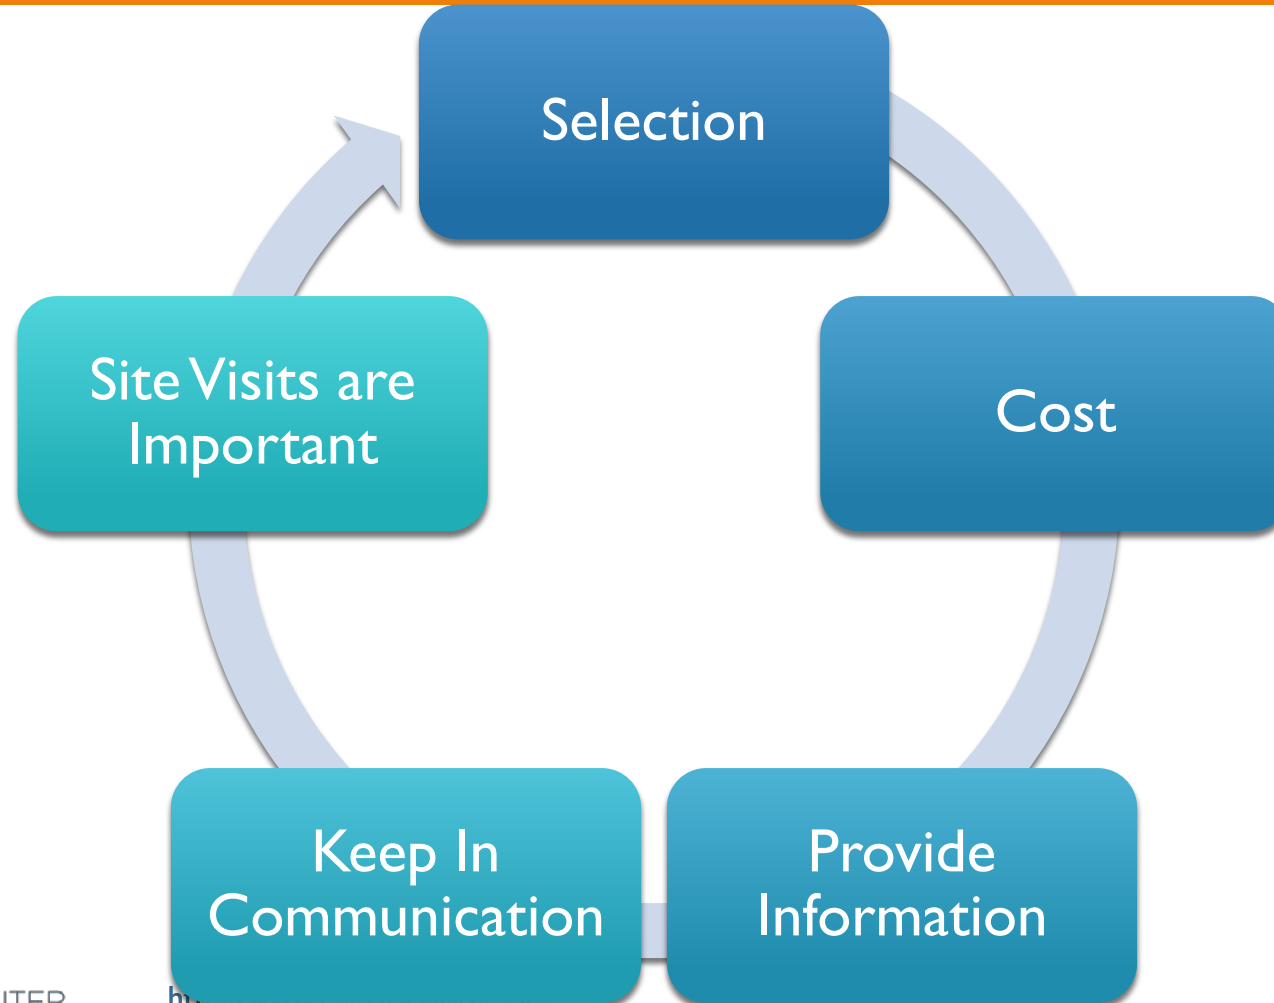 Selection
Cost
Provide
Information
Keep In
Communication
Site Visits are
Important